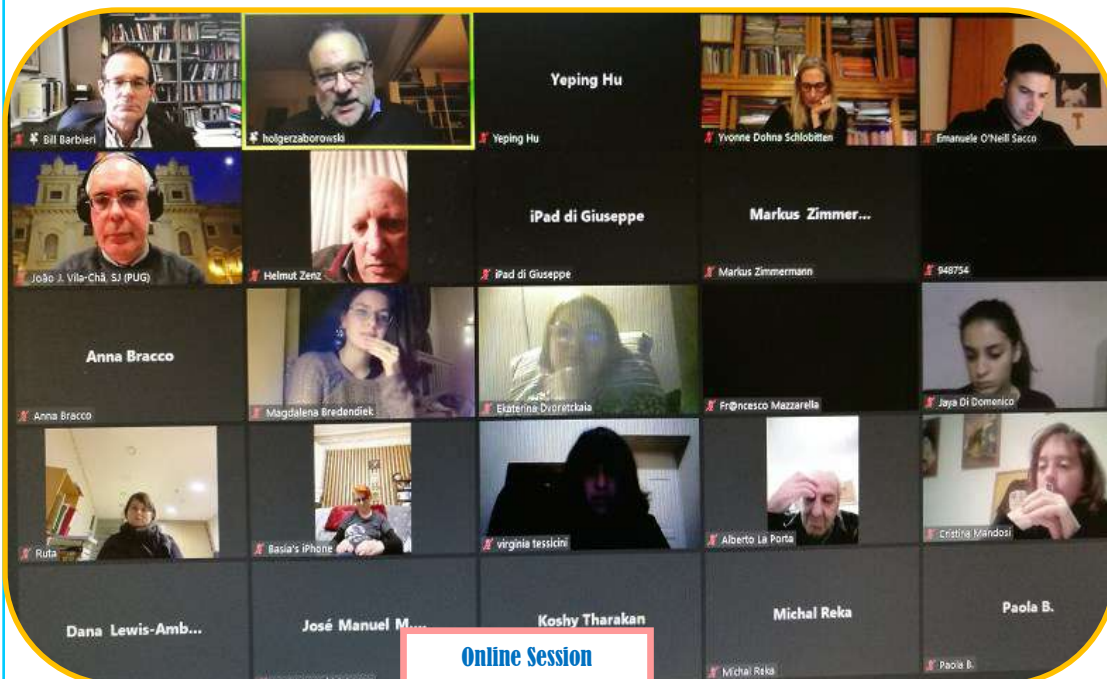 Bill Barbieri
holgerzaborowski
Yeping Hu
Yeping Hu
Yvonne Dohna Schlobitten
Emanuele O'Neill Sacco
João J. Vila-Chã, SJ (PUG)
Helmut Zenz
iPad di Giuseppe
iPad di Giuseppe
Markus Zimmer...
Markus Zimmermann
948754
Anna Bracco
Anna Bracco
Magdalena Bredendiek
Ekaterina Dvoretckaia
Fr@ncesco Mazzarella
Jaya Di Domenico
Ruta
Basia's iPhone
virginia tessicini
Alberto La Porta
Cristina Mandosi
Dana Lewis-Amb...
José Manuel M....
Koshy Tharakan
Michal Reka
Michal Reka
Paola B.
Paola B.
Online Session